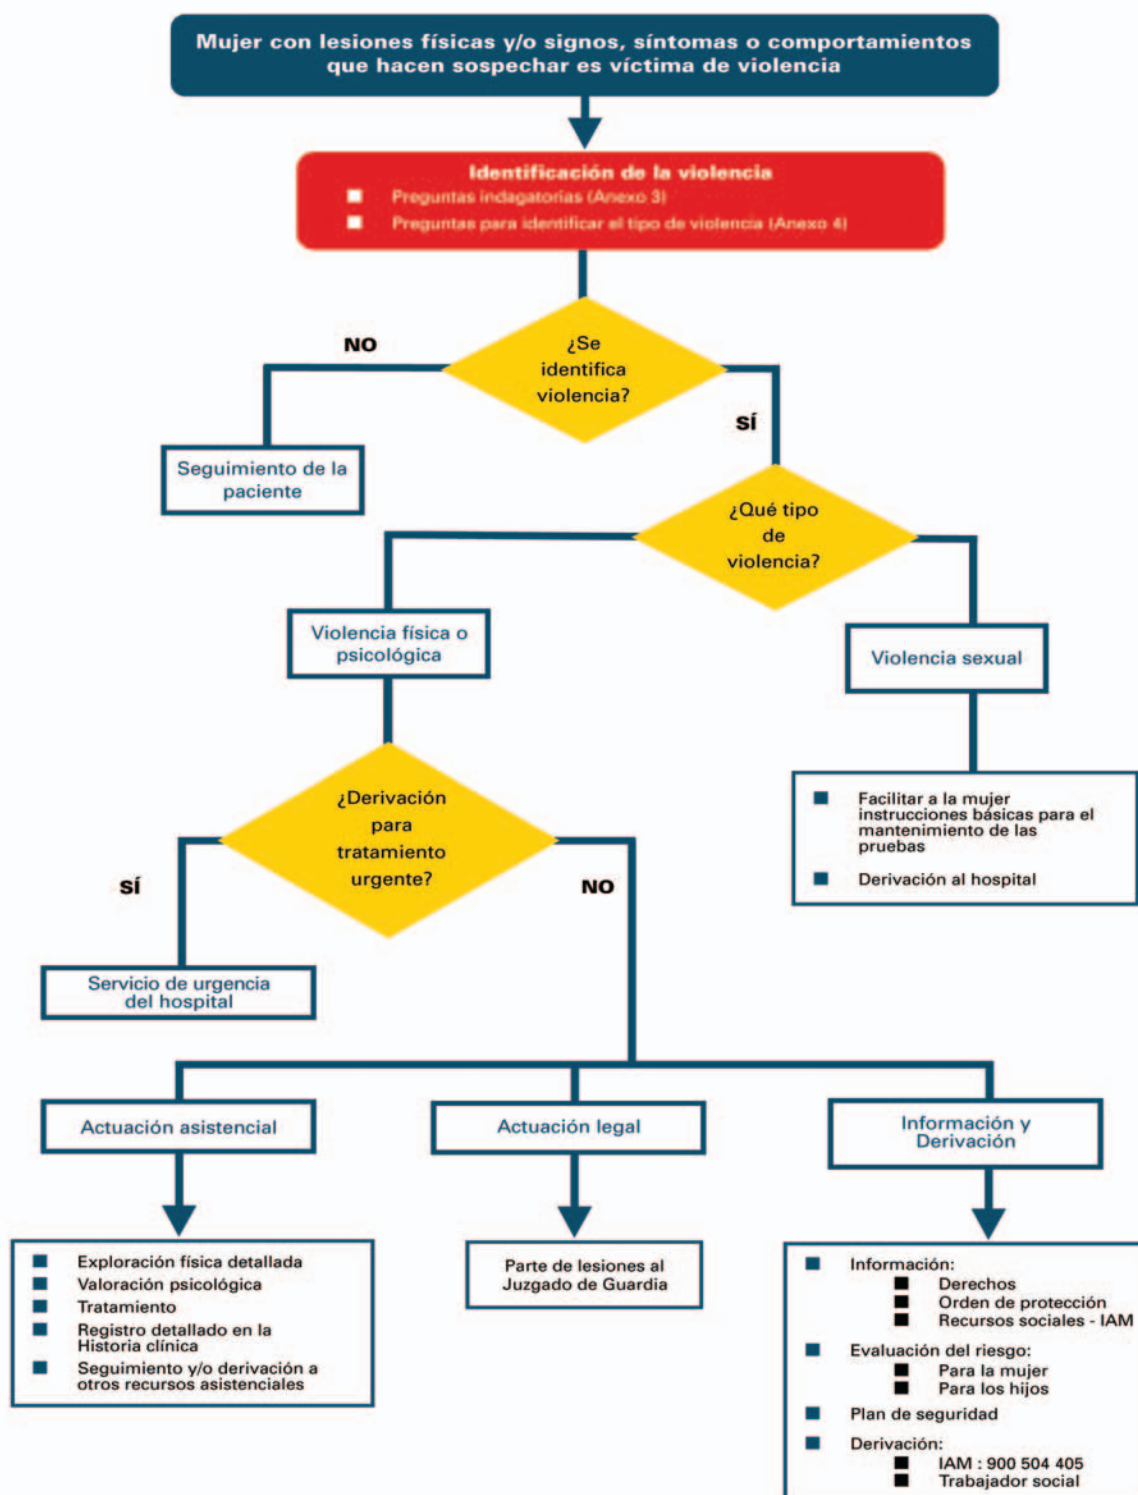 Mujer con lesiones físicas y/o signos, síntomas o comportamientos
que hacen sospechar es víctima de violencia
Identificación de la violencia
Preguntas indagatorias (Anexo 3)
Preguntas para identificar el tipo de violencia (Anexo 4)
¿Se
identifica
violencia?
NO
SÍ
Seguimiento de la
paciente
¿Qué tipo
de
violencia?
Violencia física o
psicológica
Violencia sexual
¿Derivación
para
tratamiento
urgente?
Facilitar a la mujer
instrucciones básicas para el
mantenimiento de las
pruebas
Derivación al hospital
SÍ
NO
Servicio de urgencia
del hospital
Actuación asistencial
Actuación legal
Información y
Derivación
Exploración física detallada
Valoración psicológica
Tratamiento
Registro detallado en la
Historia clínica
Seguimiento y/o derivación a
otros recursos asistenciales
Parte de lesiones al
Juzgado de Guardia
Información:
Derechos
Orden de protección
Recursos sociales - IAM
Evaluación del riesgo:
Para la mujer
Para los hijos
Plan de seguridad
Derivación:
IAM : 900 504 405
Trabajador social